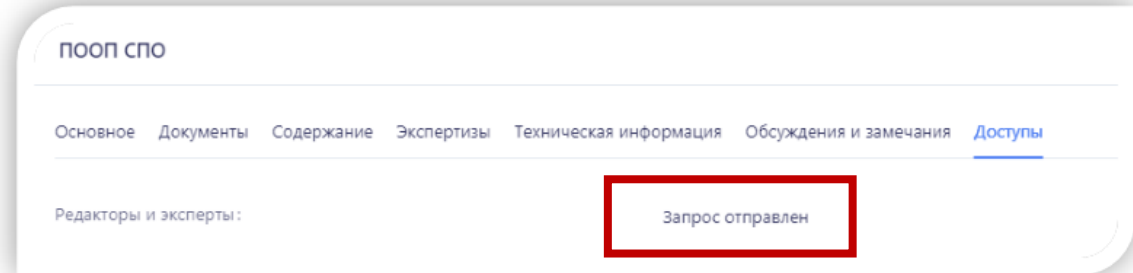 ПООП СПО
Основное Документы Содержание Экспертизы Техническая информация Обсуждения и замечания Доступы
Редакторы и эксперты: Запрос отправлен